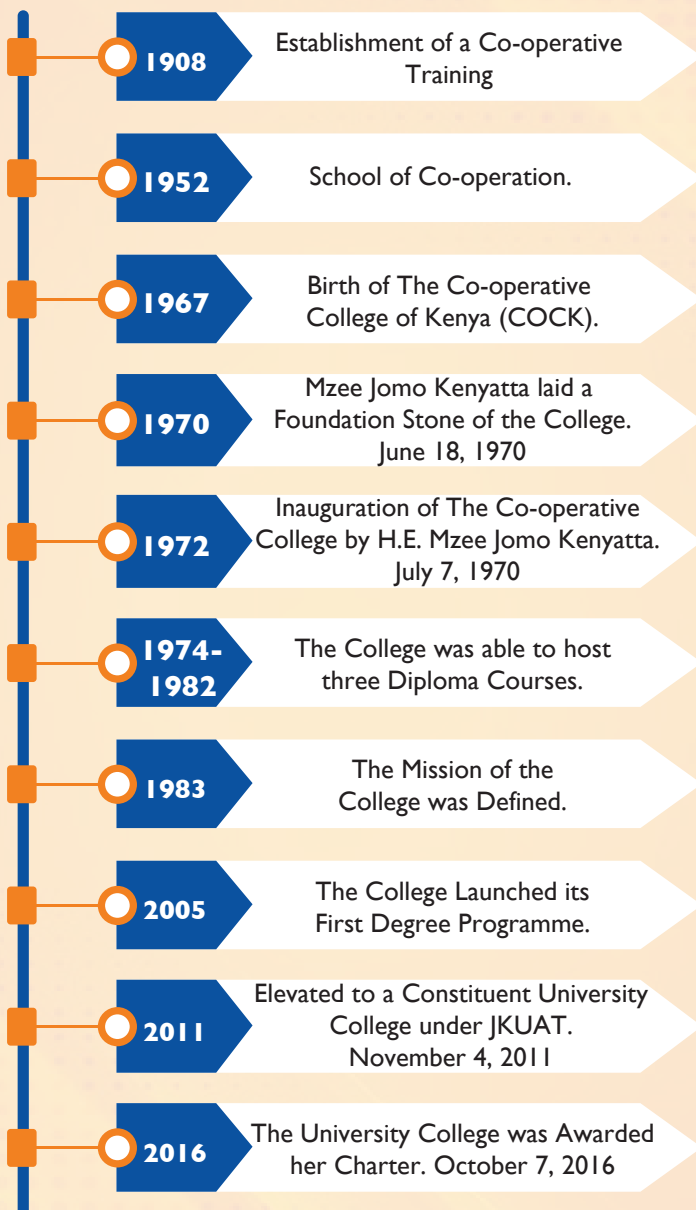 1908
Establishment of a Co-operative
Training
1952
School of Co-operation.
1967
Birth of The Co-operative
College of Kenya (COCK).
1970
Mzee Jomo Kenyatta laid a
Foundation Stone of the College.
June 18, 1970
1972
Inauguration of The Co-operative
College by H.E. Mzee Jomo Kenyatta.
July 7, 1970
1974-
1982
The College was able to host
three Diploma Courses.
1983
The Mission of the
College was Defined.
2005
The College Launched its
First Degree Programme.
2011
Elevated to a Constituent University
College under JKUAT.
November 4, 2011
2016
The University College was Awarded
her Charter. October 7, 2016